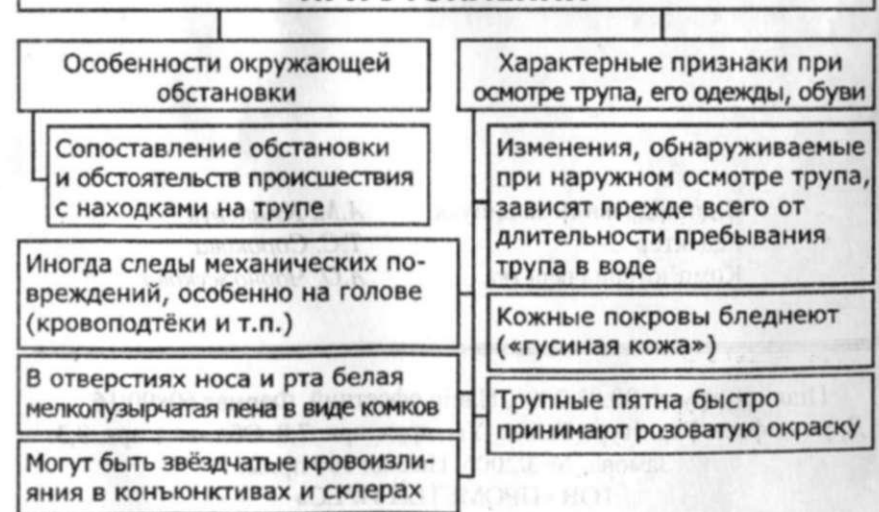 Особенности окружающей
обстановки
Сопоставление обстановки
и обстоятельств происшествия
с находками на трупе
Иногда следы механических по-
вреждений, особенно на голове
(кровоподтёки и т.п.)
В отверстиях носа и рта белая
мелкопузырчатая пена в виде комков
Могут быть звёздчатые кровоизли-
яния в конъюнктивах и склерах
Характерные признаки при
осмотре трупа, его одежды, обуви
Изменения, обнаруживаемые
при наружном осмотре трупа,
зависят прежде всего от
длительности пребывания
трупа в воде
Кожные покровы бледнеют
(«гусиная кожа»)
Трупные пятна быстро
принимают розоватую окраску